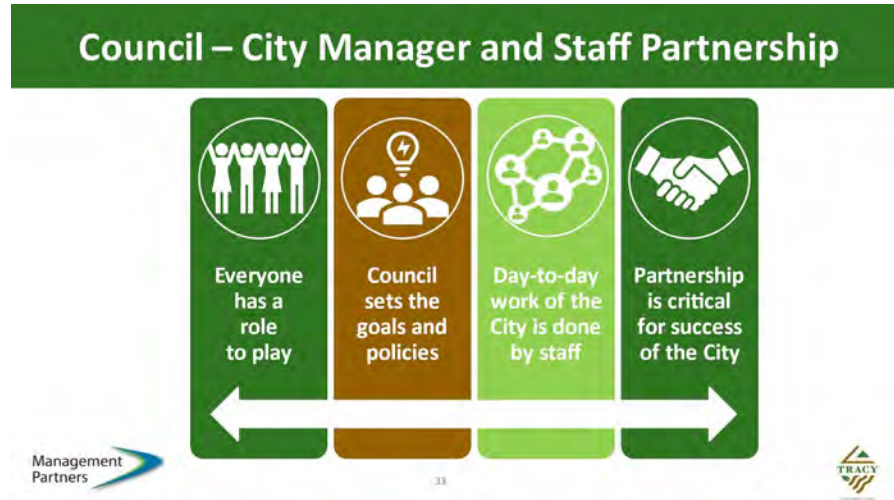 Council – City Manager and Staff Partnership
Everyone
has a
role
to play
Council
sets the
goals and
policies
Day-to-day
work of the
City is done
by staff
Partnership
is critical
for success
of the City
Management
Partners
33
TRACY